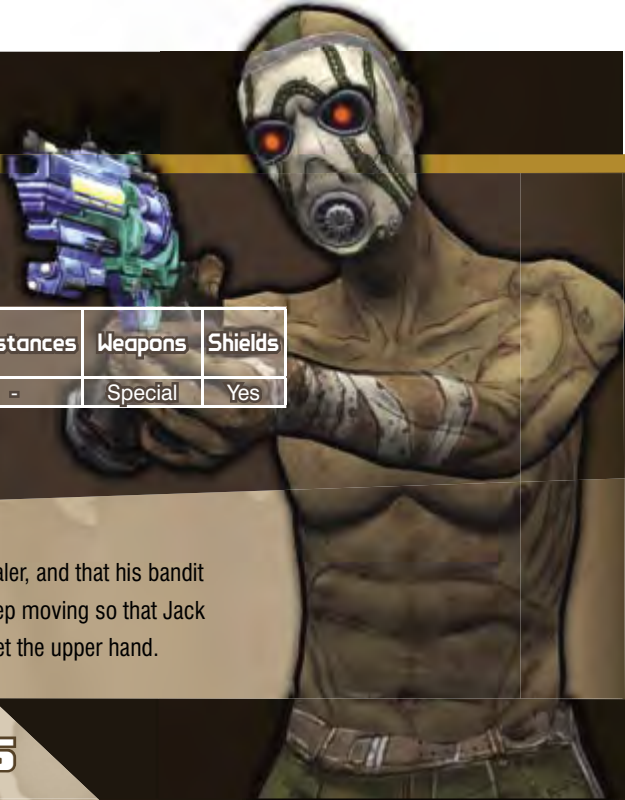 stances Weapons Shields
- Special Yes
aler, and that his bandit
ep moving so that Jack
et the upper hand.